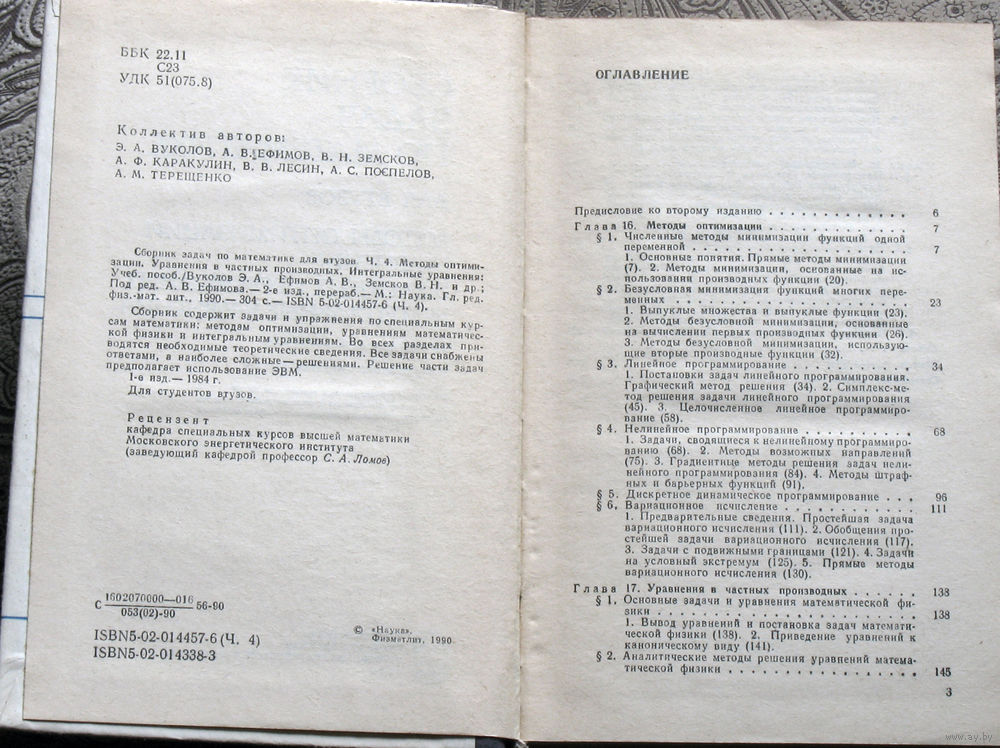 ББК 22.11
С23
УДК 51(075.8)
Коллектив авторов:
Э. А. ВУКОЛОВ, А. В. ЕФИМОВ, В. Н. ЗЕМСКОВ,
А. Ф. КАРАКУЛИН, В. В. ЛЕСИН, А. С. ПОСПЕЛОВ,
А. М. ТЕРЕЩЕНКО
Сборник задач по математике для втузов. Ч. 4. Методы оптими-
зации. Уравнения в частных производных. Интегральные уравнения:
Учеб. пособ./Вуколов Э. А., Ефимов А. В., Земсков В. Н. и др.;
Под ред. А. В. Ефимова.— 2-е изд., перераб.— М.: Наука. Гл. ред.
физ.-мат. лит., 1990.— 304 с.— ISBN 5-02-014457-6 (Ч. 4).
Сборник содержит задачи и упражнения по специальным кур-
сам математики: методам оптимизации, уравнениям математичес-
кой физики и интегральным уравнениям. Во всех разделах при-
водятся необходимые теоретические сведения. Все задачи снабжены
ответами, а наиболее сложные — решениями. Решение части задач
предполагает использование ЭВМ.
1-е изд.— 1984 г.
Для студентов втузов.
Рецензент
кафедра специальных курсов высшей математики
Московского энергетического института
(заведующий кафедрой профессор С. А. Ломов)
С 1602070000—016
053(02)-90 56-90
ISBN5-02-014457-6 (Ч. 4)
ISBN5-02-014338-3
© «Наука».
Физматлит, 1990
ОГЛАВЛЕНИЕ
Предисловие ко второму изданию . . . . . . . . . . . . . . 6
Глава 16. Методы оптимизации . . . . . . . . . . . . . . 7
§ 1. Численные методы минимизации функций одной
переменной . . . . . . . . . . . . . . . . . . . . 7
1. Основные понятия. Прямые методы минимизации
(7). 2. Методы минимизации, основанные на ис-
пользовании производных функции (20).
§ 2. Безусловная минимизация функций многих пере-
менных . . . . . . . . . . . . . . . . . . . . . 23
1. Выпуклые множества и выпуклые функции (23).
2. Методы безусловной минимизации, основанные
на вычислении первых производных функции (26).
3. Методы безусловной минимизации, использую-
щие вторые производные функции (32).
§ 3. Линейное программирование . . . . . . . . . . . 34
1. Постановки задач линейного программирования.
Графический метод решения (34). 2. Симплекс-ме-
тод решения задачи линейного программирования
(45). 3. Целочисленное линейное программиро-
вание (58).
§ 4. Нелинейное программирование . . . . . . . . . . 68
1. Задачи, сводящиеся к нелинейному программиро-
ванию (68). 2. Методы возможных направлений
(75). 3. Градиентные методы решения задач нели-
нейного программирования (84). 4. Методы штраф-
ных и барьерных функций (91).
§ 5. Дискретное динамическое программирование . . . 96
§ 6. Вариационное исчисление . . . . . . . . . . . . 111
1. Предварительные сведения. Простейшая задача
вариационного исчисления (111). 2. Обобщения про-
стейшей задачи вариационного исчисления (117).
3. Задачи с подвижными границами (121). 4. Задачи
на условный экстремум (125). 5. Прямые методы
вариационного исчисления (130).
Глава 17. Уравнения в частных производных . . . . . . 138
§ 1. Основные задачи и уравнения математической фи-
зики . . . . . . . . . . . . . . . . . . . . . . . 138
1. Вывод уравнений и постановка задач математи-
ческой физики (138). 2. Приведение уравнений к
каноническому виду (141).
§ 2. Аналитические методы решения уравнений матема-
тической физики . . . . . . . . . . . . . . . . . 145
3
www.ay.by